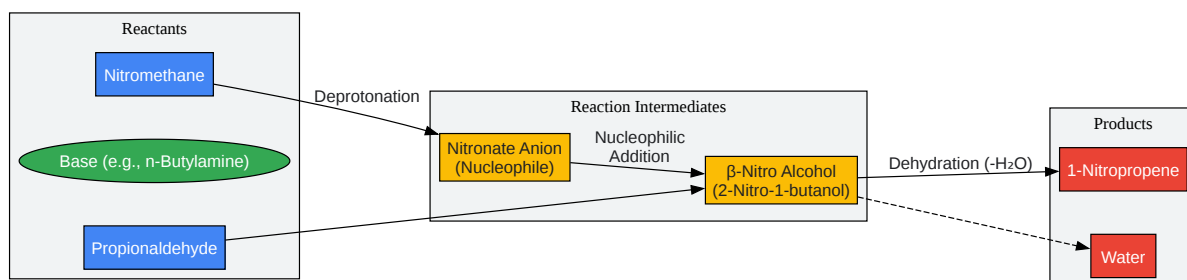 Reactants
Nitromethane
Base (e.g., n-Butylamine)
Propionaldehyde
Deprotonation
Reaction Intermediates
Nitronate Anion
(Nucleophile)
Nucleophilic
Addition
β-Nitro Alcohol
(2-Nitro-1-butanol)
Dehydration (-H₂O)
Products
1-Nitropropene
Water